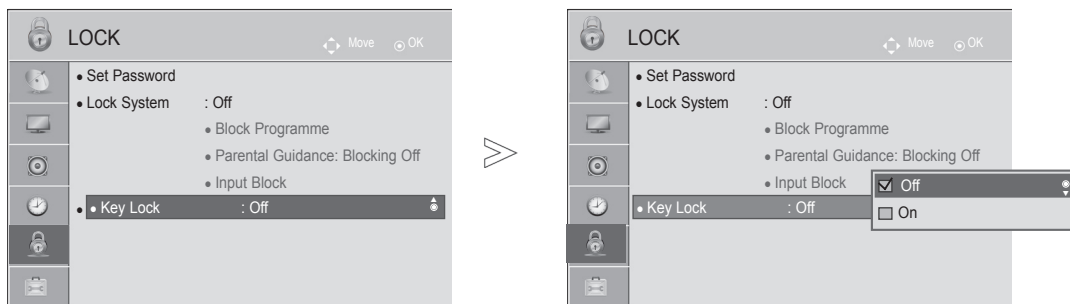 LOCK
Move OK
• Set Password
• Lock System : Off
• Block Programme
• Parental Guidance: Blocking Off
• Input Block
• • Key Lock : Off
LOCK
Move OK
• Set Password
• Lock System : Off
• Block Programme
• Parental Guidance: Blocking Off
• Input Block
• Key Lock : Off
Off
On